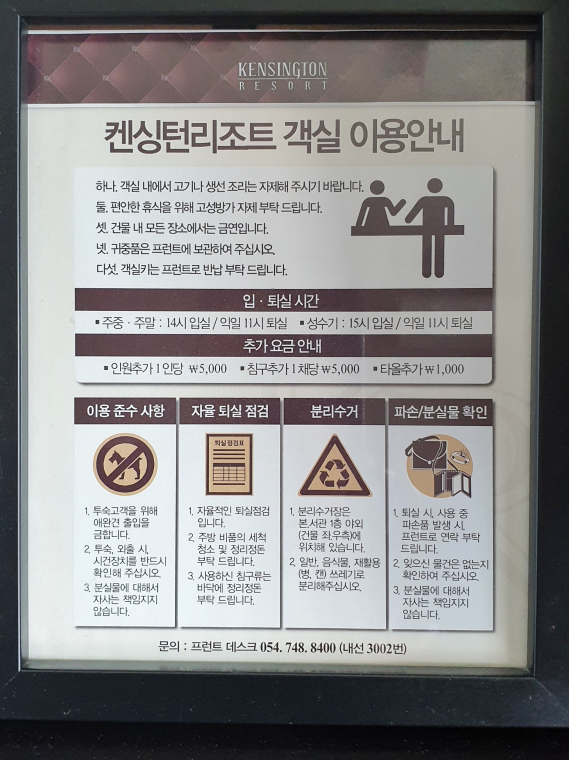 KENSINGTON
RESORT
켄싱턴리조트 객실 이용안내
하나. 객실 내에서 고기나 생선 조리는 자제해 주시기 바랍니다.
둘. 편안한 휴식을 위해 고성방가 자제 부탁 드립니다.
셋. 건물 내 모든 장소에서는 금연입니다.
넷. 귀중품은 프런트에 보관하여 주십시오.
다섯. 객실키는 프런트로 반납 부탁 드립니다.
입 · 퇴실 시간
▪ 주중 · 주말 : 14시 입실 / 익일 11시 퇴실 ▪ 성수기 : 15시 입실 / 익일 11시 퇴실
추가 요금 안내
▪ 인원추가 1인당 ₩5,000 ▪ 침구추가 1채당 ₩5,000 ▪ 타올추가 ₩1,000
이용 준수 사항
1. 투숙고객을 위해
애완견 출입을
금합니다.
2. 투숙, 외출 시,
시건장치를 반드시
확인해 주십시오.
3. 분실물에 대해서
자사는 책임지지
않습니다.
자율 퇴실 점검
퇴실점검표
1. 자율적인 퇴실점검
입니다.
2. 주방 비품의 세척
청소 및 정리정돈
부탁 드립니다.
3. 사용하신 침구류는
바닥에 정리정돈
부탁 드립니다.
분리수거
1. 분리수거장은
본.서관 1층 야외
(건물 좌,우측)에
위치해 있습니다.
2. 일반, 음식물, 재활용
(병, 캔) 쓰레기로
분리해주십시오.
파손/분실물 확인
1. 퇴실 시, 사용 중
파손품 발생 시,
프런트로 연락 부탁
드립니다.
2. 잊으신 물건은 없는지
확인하여 주십시오.
3. 분실물에 대해서
자사는 책임지지
않습니다.
문의 : 프런트 데스크 054. 748. 8400 (내선 3002번)